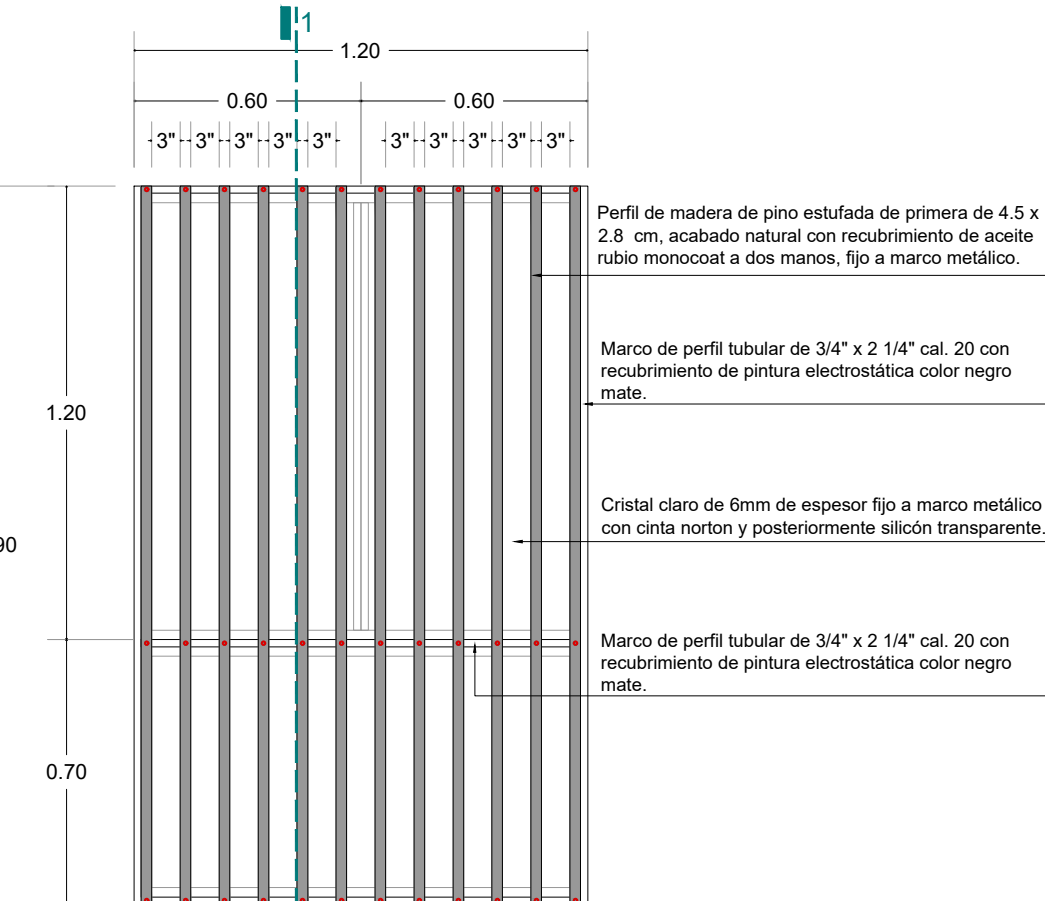 1
1.20
0.60 0.60
3" 3" 3" 3" 3" 3" 3" 3" 3" 3"
Perfil de madera de pino estufada de primera de 4.5 x
2.8 cm, acabado natural con recubrimiento de aceite
rubio monocoat a dos manos, fijo a marco metálico.
Marco de perfil tubular de 3/4" x 2 1/4" cal. 20 con
recubrimiento de pintura electrostática color negro
mate.
1.20
Cristal claro de 6mm de espesor fijo a marco metálico
con cinta norton y posteriormente silicón transparente.
90
Marco de perfil tubular de 3/4" x 2 1/4" cal. 20 con
recubrimiento de pintura electrostática color negro
mate.
0.70